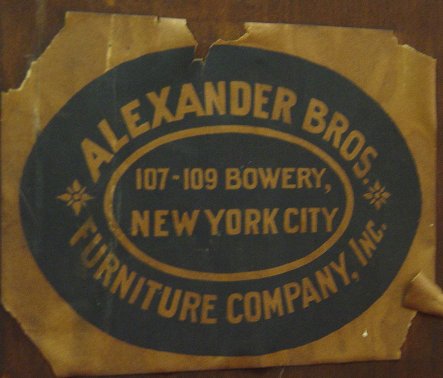 ALEXANDER BROS.
107-109 BOWERY,
NEW YORK CITY
FURNITURE COMPANY, INC.